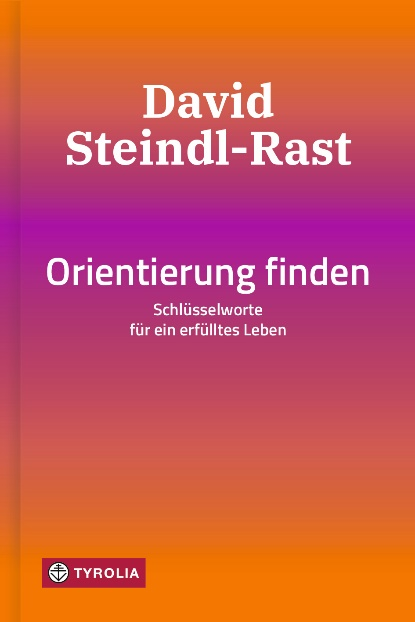 David
Steindl-Rast
Orientierung finden
Schlüsselworte
für ein erfülltes Leben
TYROLIA